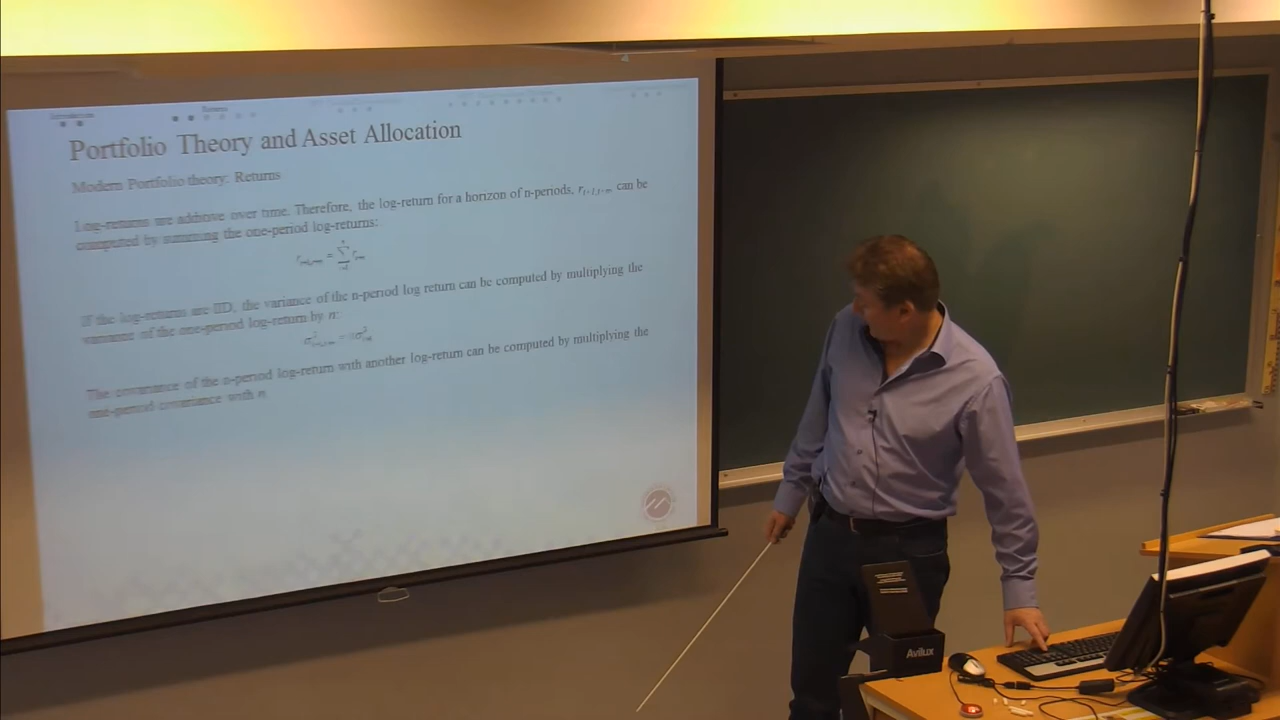 Introduction Returns
Portfolio Theory and Asset Allocation
Modern Portfolio theory: Returns
Log-returns are additive over time. Therefore, the log-return for a horizon of n-periods, can be
computed by summing the one-period log-returns:
If the log-returns are IID, the variance of the n-period log return can be computed by multiplying the
variance of the one-period log-return by n:
The covariance of the n-period log-return with another log-return can be computed by multiplying the
one-period covariance with n
Avilux